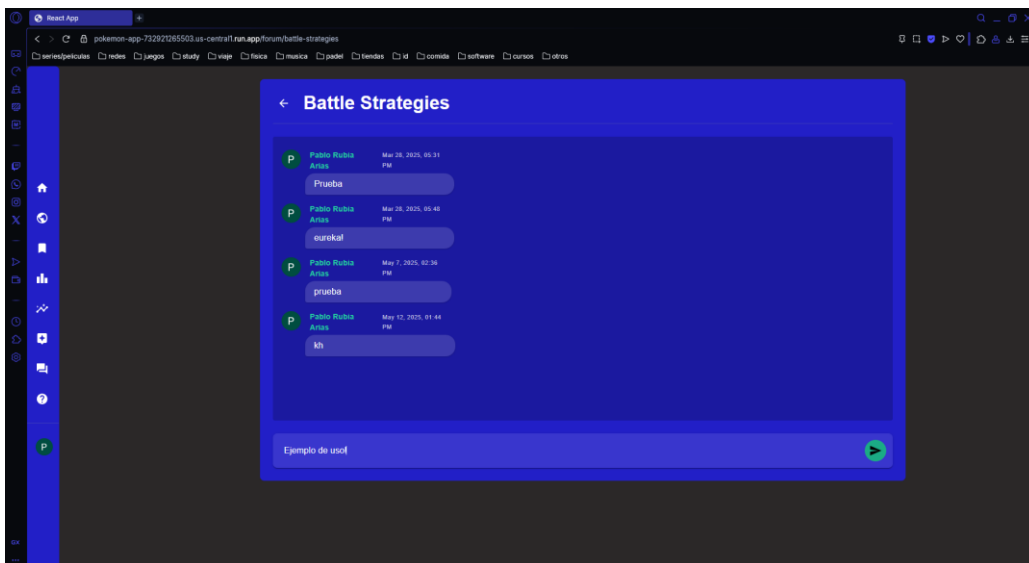 React App
pokemon-app-732921265503.us-central1.run.app/forum/battle-strategies
series/peliculas redes juegos study viaje fisica musica padel tiendas id comida software cursos otros
Battle Strategies
P Pablo Rubia Arias Mar 28, 2025, 05:31 PM
Prueba
P Pablo Rubia Arias Mar 28, 2025, 05:48 PM
eureka!
P Pablo Rubia Arias May 7, 2025, 02:36 PM
prueba
P Pablo Rubia Arias May 12, 2025, 01:44 PM
kh
P
Ejemplo de uso